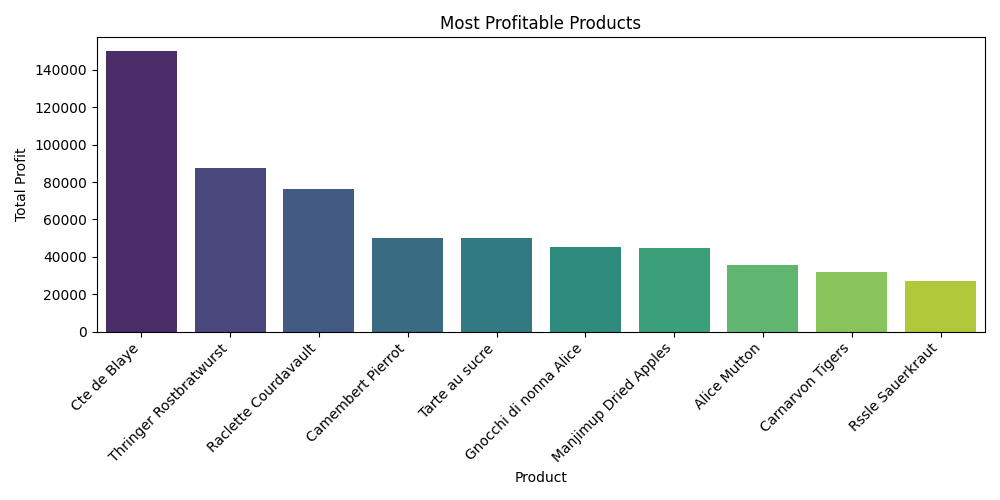 Most Profitable Products
Total Profit
140000
120000
100000
80000
60000
40000
20000
0
Cte de Blaye
Thringer Rostbratwurst
Raclette Courdavault
Camembert Pierrot
Tarte au sucre
Gnocchi di nonna Alice
Manjimup Dried Apples
Alice Mutton
Carnarvon Tigers
Rssle Sauerkraut
Product